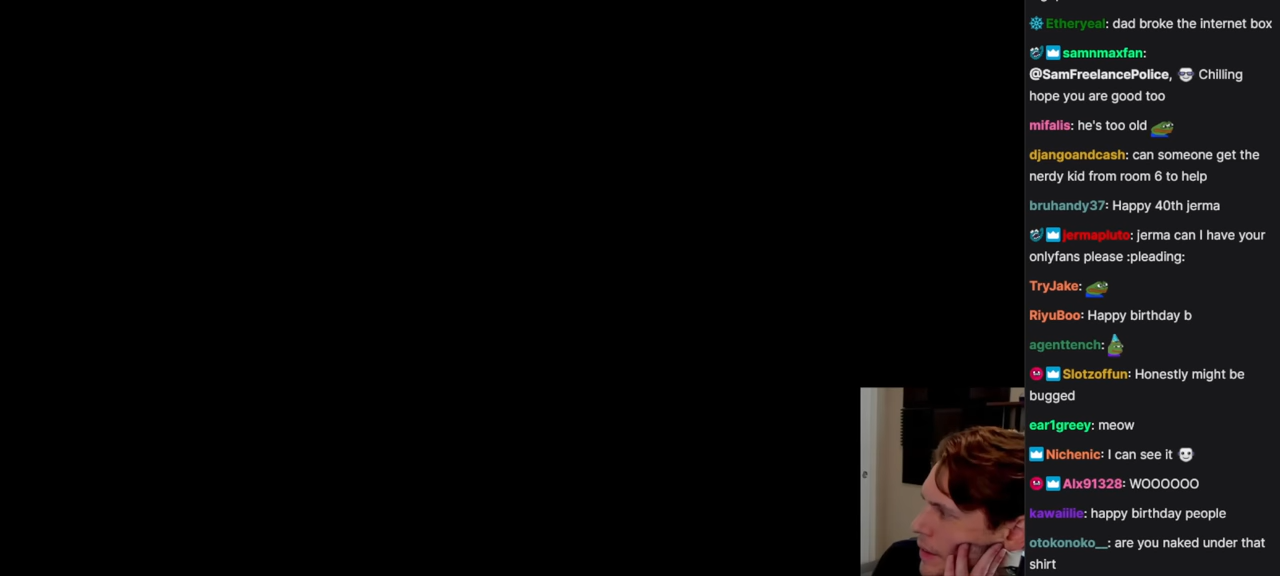 Etheryeal: dad broke the internet box
samnmaxfan:
@SamFreelancePolice, Chilling
hope you are good too
mifalis: he's too old
djangoandcash: can someone get the
nerdy kid from room 6 to help
bruhandy37: Happy 40th jerma
jermapluto: jerma can I have your
onlyfans please :pleading:
TryJake:
RiyuBoo: Happy birthday b
agenttench:
Slotzoffun: Honestly might be
bugged
ear1greey: meow
Nichenic: I can see it
Alx91328: WOOOOOO
kawaiilie: happy birthday people
otokonoko__: are you naked under that
shirt